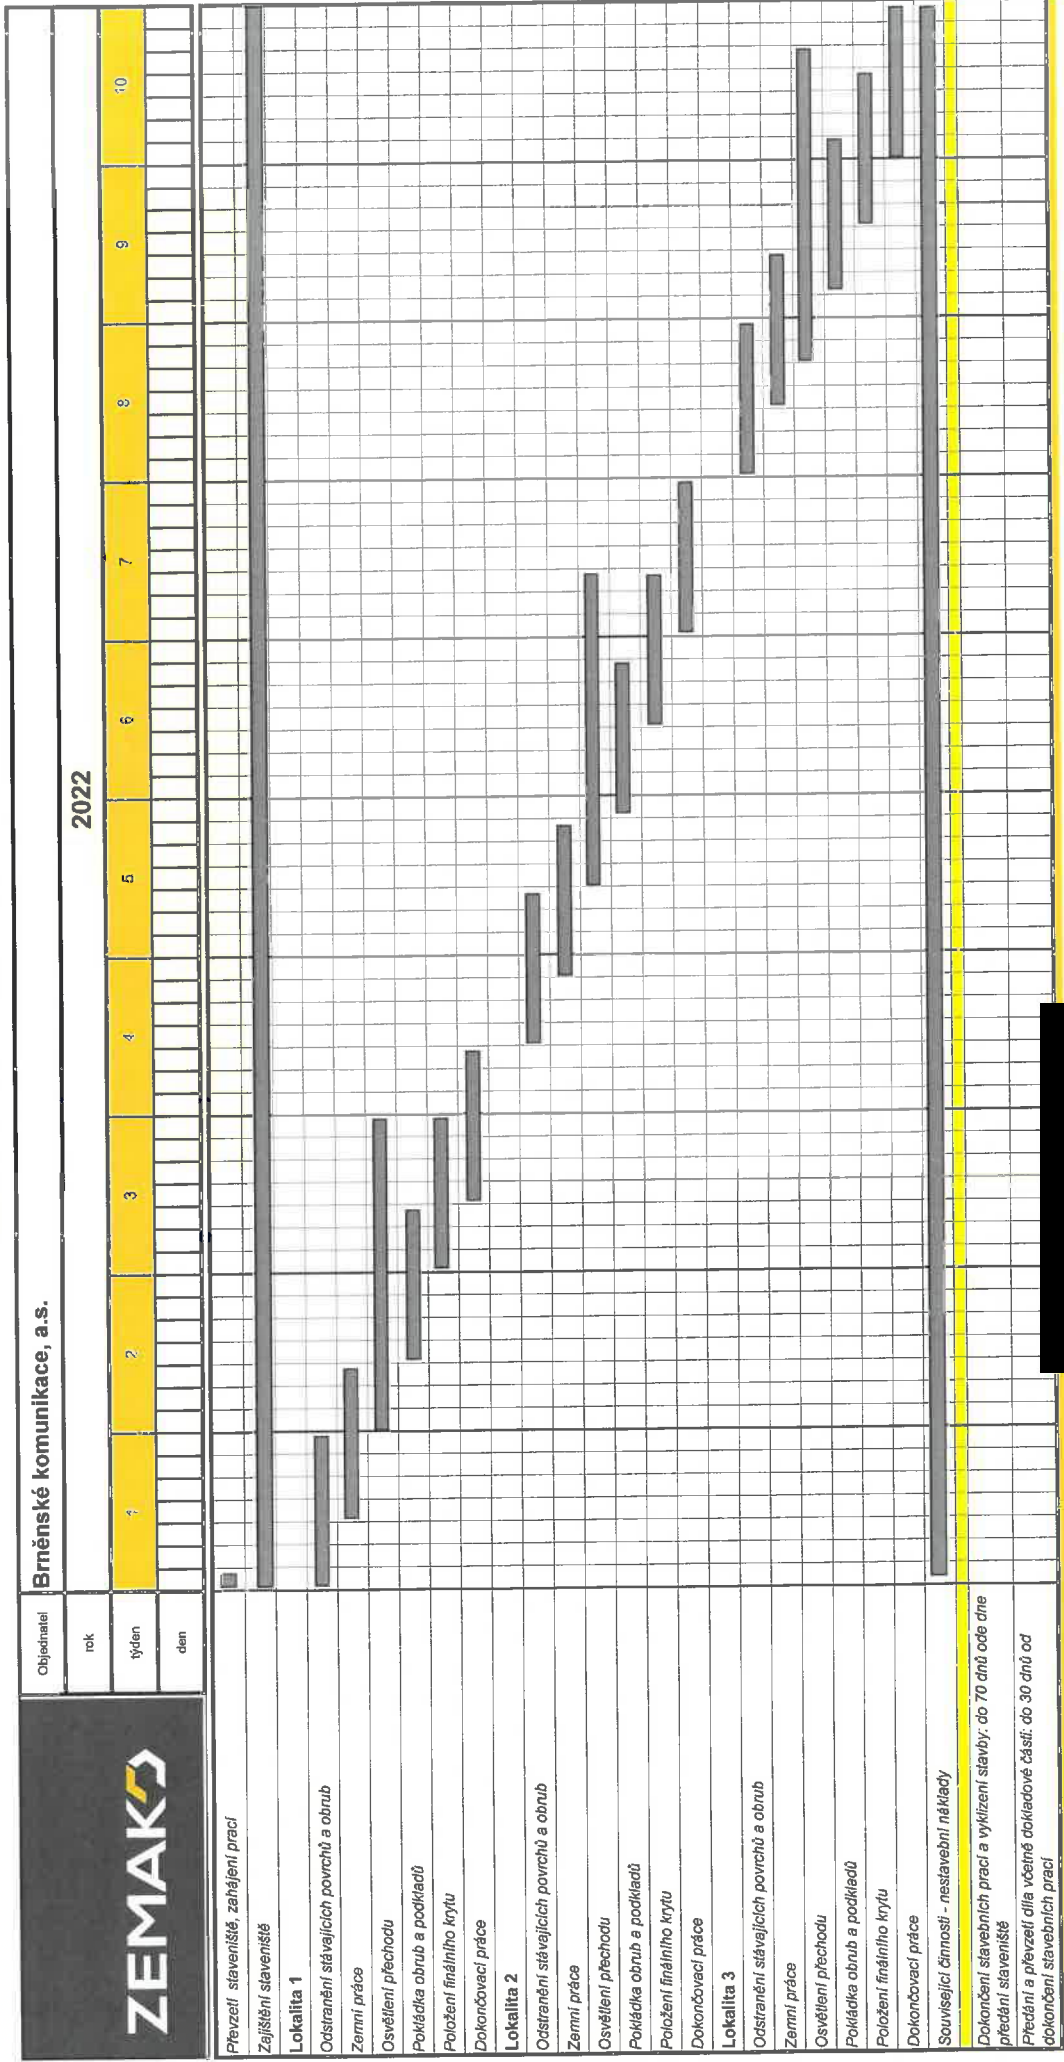 ZEMAKO
Objednatel
Brněnské komunikace, a.s.
rok
2022
týden
1 2 3 4 5 6 7 8 9 10
den
Převzetí staveniště, zahájení prací
Zajištění staveniště
Lokalita 1
Odstranění stávajících povrchů a obrub
Zemní práce
Osvětlení přechodu
Pokládka obrub a podkladů
Položení finálního krytu
Dokončovací práce
Lokalita 2
Odstranění stávajících povrchů a obrub
Zemní práce
Osvětlení přechodu
Pokládka obrub a podkladů
Položení finálního krytu
Dokončovací práce
Lokalita 3
Odstranění stávajících povrchů a obrub
Zemní práce
Osvětlení přechodu
Pokládka obrub a podkladů
Položení finálního krytu
Dokončovací práce
Související činnosti - nestavební náklady
Dokončení stavebních prací a vyklizení stavby: do 70 dnů ode dne
předání staveniště
Předání a převzetí díla včetně dokladové části: do 30 dnů od
dokončení stavebních prací